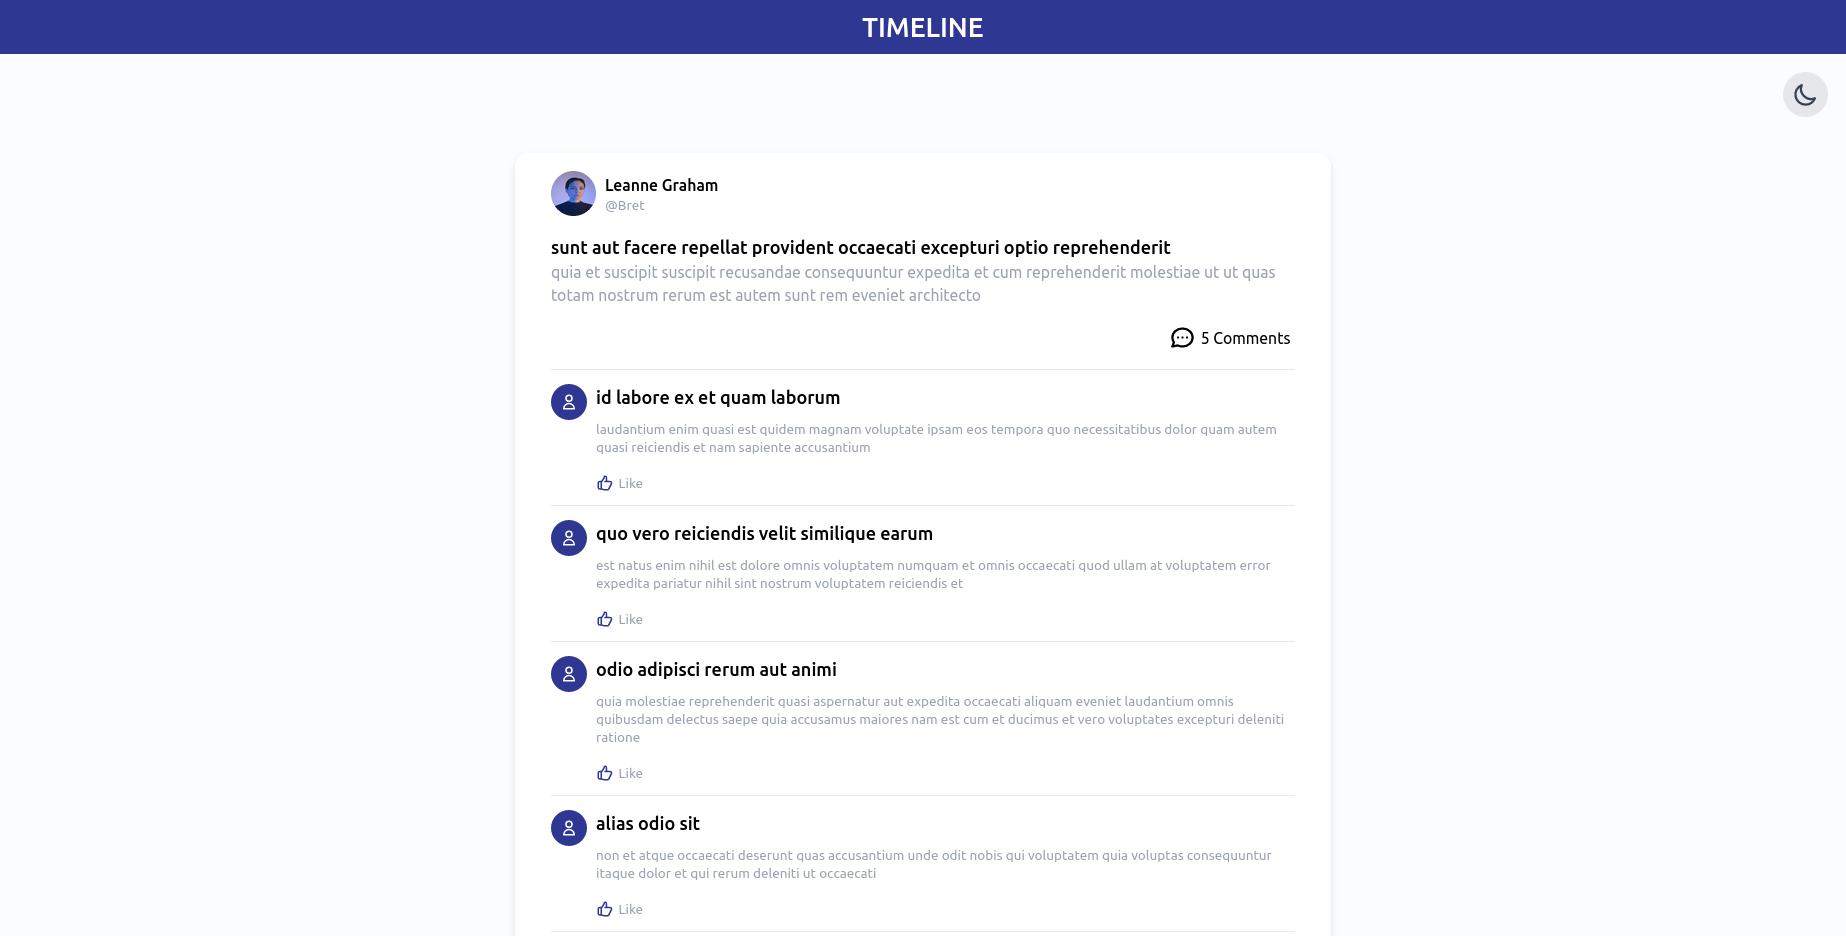 TIMELINE
Leanne Graham
@Bret
sunt aut facere repellat provident occaecati excepturi optio reprehenderit
quia et suscipit suscipit recusandae consequuntur expedita et cum reprehenderit molestiae ut ut quas
totam nostrum rerum est autem sunt rem eveniet architecto
5 Comments
id labore ex et quam laborum
laudantium enim quasi est quidem magnam voluptate ipsam eos tempora quo necessitatibus dolor quam autem
quasi reiciendis et nam sapiente accusantium
Like
quo vero reiciendis velit similique earum
est natus enim nihil est dolore omnis voluptatem numquam et omnis occaecati quod ullam at voluptatem error
expedita pariatur nihil sint nostrum voluptatem reiciendis et
Like
odio adipisci rerum aut animi
quia molestiae reprehenderit quasi aspernatur aut expedita occaecati aliquam eveniet laudantium omnis
quibusdam delectus saepe quia accusamus maiores nam est cum et ducimus et vero voluptates excepturi deleniti
ratione
Like
alias odio sit
non et atque occaecati deserunt quas accusantium unde odit nobis qui voluptatem quia voluptas consequuntur
itaque dolor et qui rerum deleniti ut occaecati
Like